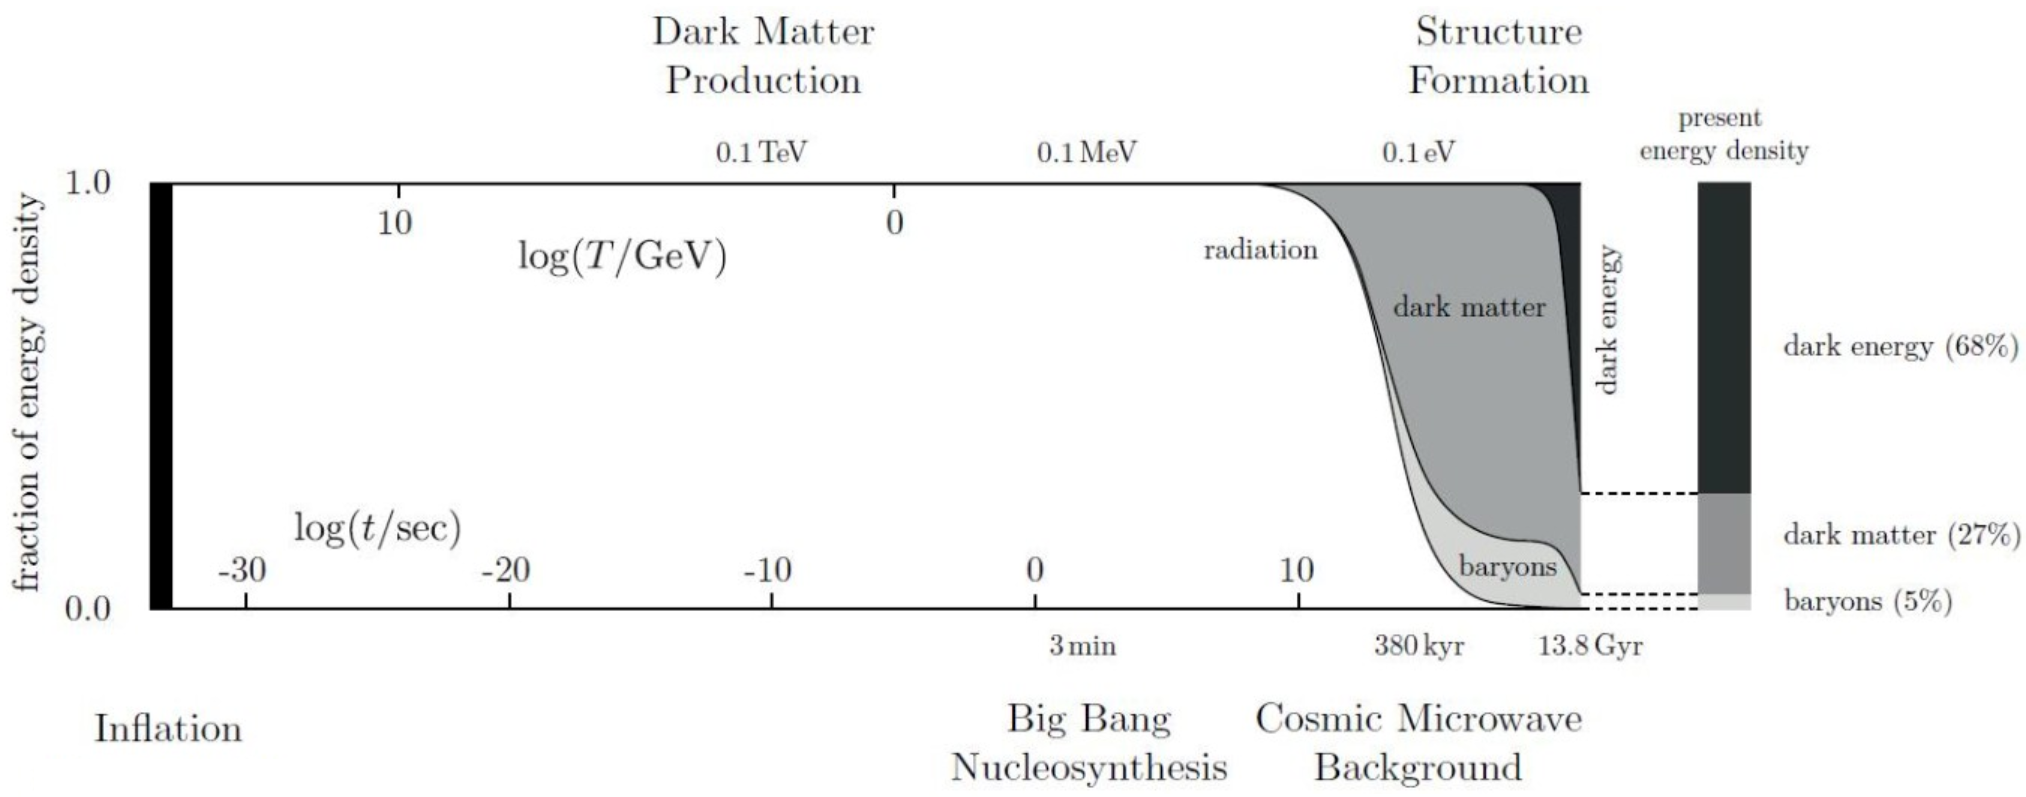 Dark Matter
Production
Structure
Formation
present
energy density
0.1 TeV
0.1 MeV
0.1 eV
1.0
10
0
log(T/GeV)
radiation
dark matter
dark energy
dark energy (68%)
fraction of energy density
log(t/sec)
dark matter (27%)
-30
-20
-10
0
10
baryons
baryons (5%)
0.0
3 min
380 kyr
13.8 Gyr
Inflation
Big Bang
Nucleosynthesis
Cosmic Microwave
Background